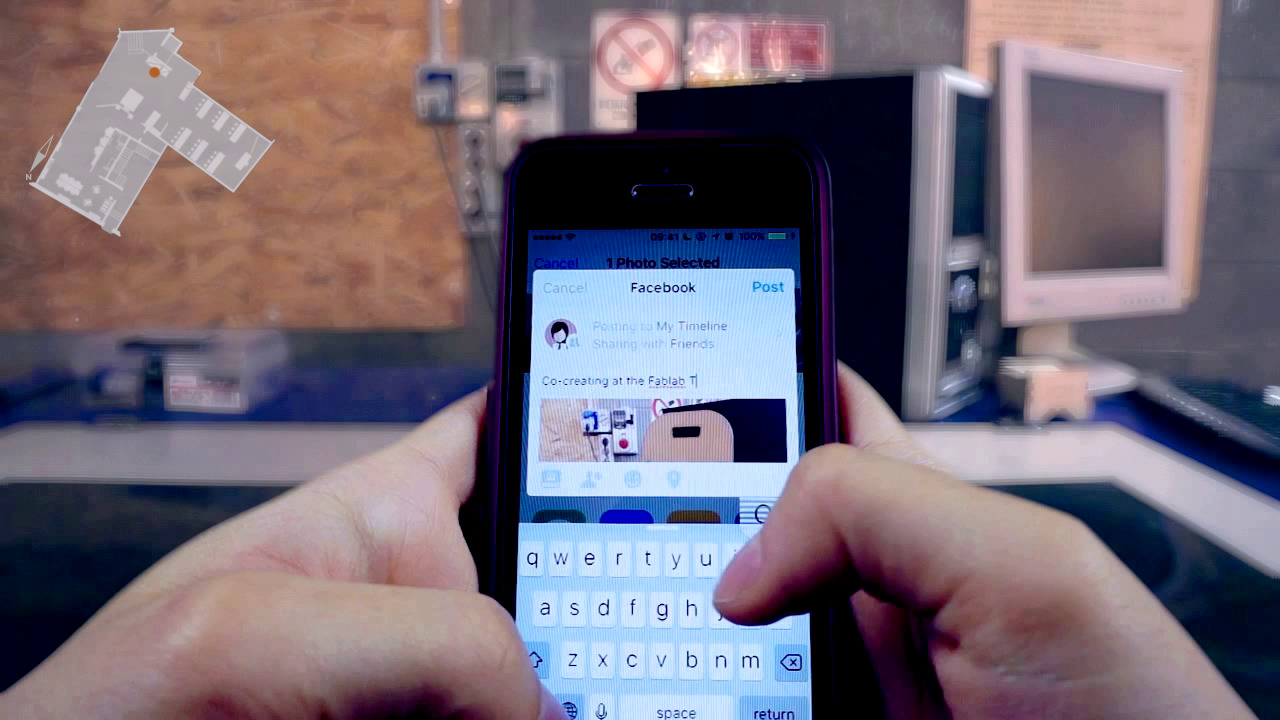 N
09:41 100%
Cancel 1 Photo Selected
Cancel Facebook Post
Posting to My Timeline
Sharing with Friends
Co-creating at the Fablab T
q w e r t y u
a s d f g h j
z x c v b n m
space return